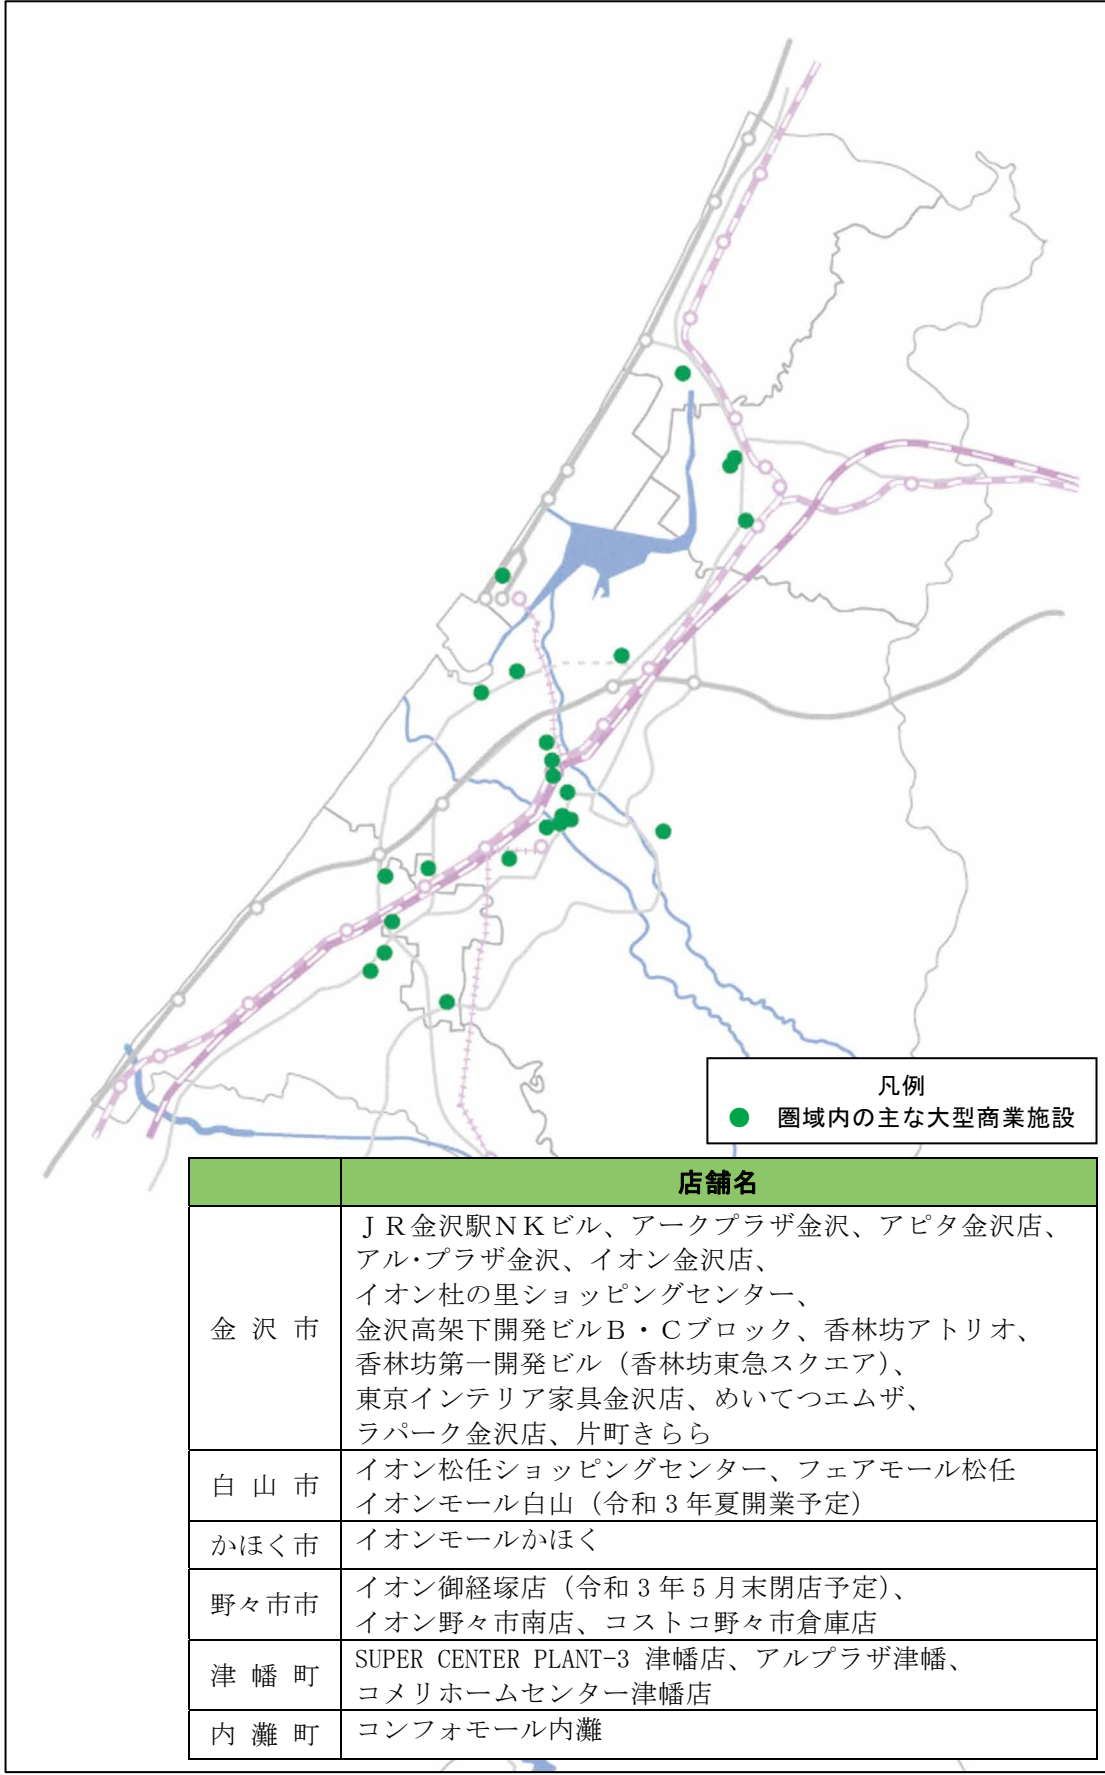 凡例
● 圏域内の主な大型商業施設
店舗名
金沢市
ＪＲ金沢駅ＮＫビル、アークプラザ金沢、アピタ金沢店、
アル・プラザ金沢、イオン金沢店、
イオン杜の里ショッピングセンター、
金沢高架下開発ビルＢ・Ｃブロック、香林坊アトリオ、
香林坊第一開発ビル（香林坊東急スクエア）、
東京インテリア家具金沢店、めいてつエムザ、
ラパーク金沢店、片町きらら
白山市
イオン松任ショッピングセンター、フェアモール松任
イオンモール白山（令和３年夏開業予定）
かほく市
イオンモールかほく
野々市市
イオン御経塚店（令和３年５月末閉店予定）、
イオン野々市南店、コストコ野々市倉庫店
津幡町
SUPER CENTER PLANT-3 津幡店、アルプラザ津幡、
コメリホームセンター津幡店
内灘町
コンフォモール内灘